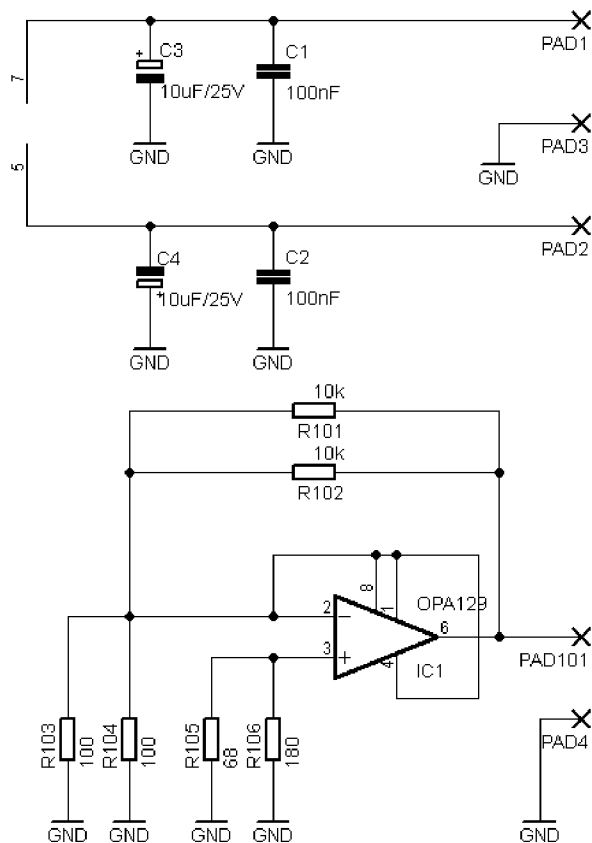 C3
C1
PAD1
7
+
10uF/25V
100nF
GND
GND
PAD3
GND
5
PAD2
C4
C2
10uF/25V
+
100nF
GND
GND
10k
R101
10k
R102
8
1
OPA129
2
−
6
3
+
4
IC1
PAD101
R103
100
R104
100
R105
68
R106
180
PAD4
GND
GND
GND
GND
GND